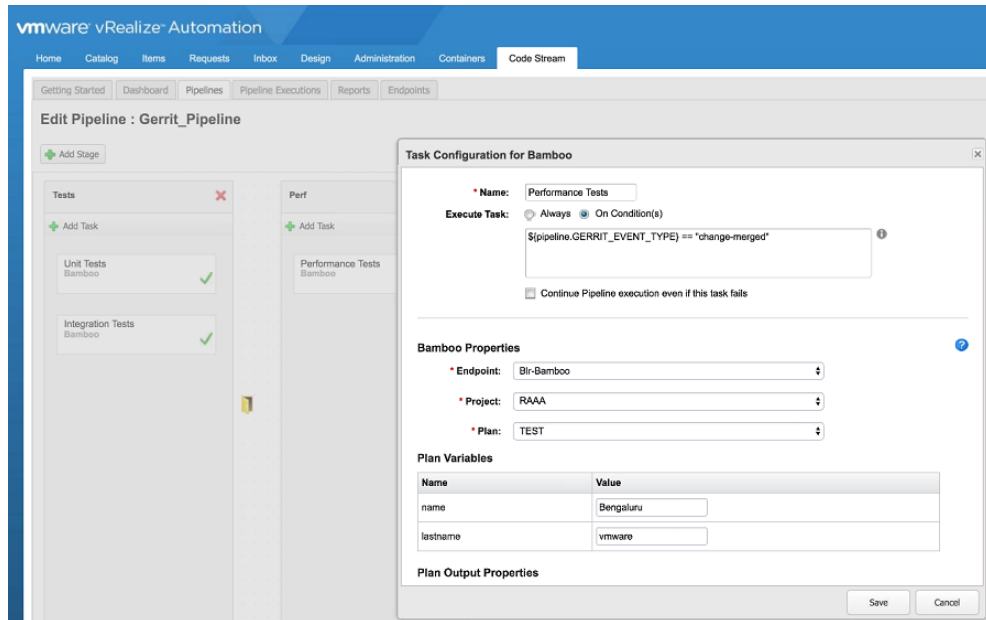 vmware vRealize Automation
Home Catalog Items Requests Inbox Design Administration Containers Code Stream
Getting Started Dashboard Pipelines Pipeline Executions Reports Endpoints
Edit Pipeline : Gerrit_Pipeline
Add Stage
Tests
Add Task
Unit Tests
Bamboo
Integration Tests
Bamboo
Perf
Add Task
Performance Tests
Bamboo
Task Configuration for Bamboo
* Name: Performance Tests
Execute Task: Always On Condition(s)
${pipeline.GERRIT_EVENT_TYPE} == "change-merged"
Continue Pipeline execution even if this task fails
Bamboo Properties
* Endpoint: Blr-Bamboo
* Project: RAAA
* Plan: TEST
Plan Variables
Name Value
name Bengaluru
lastname vmware
Plan Output Properties
Save Cancel